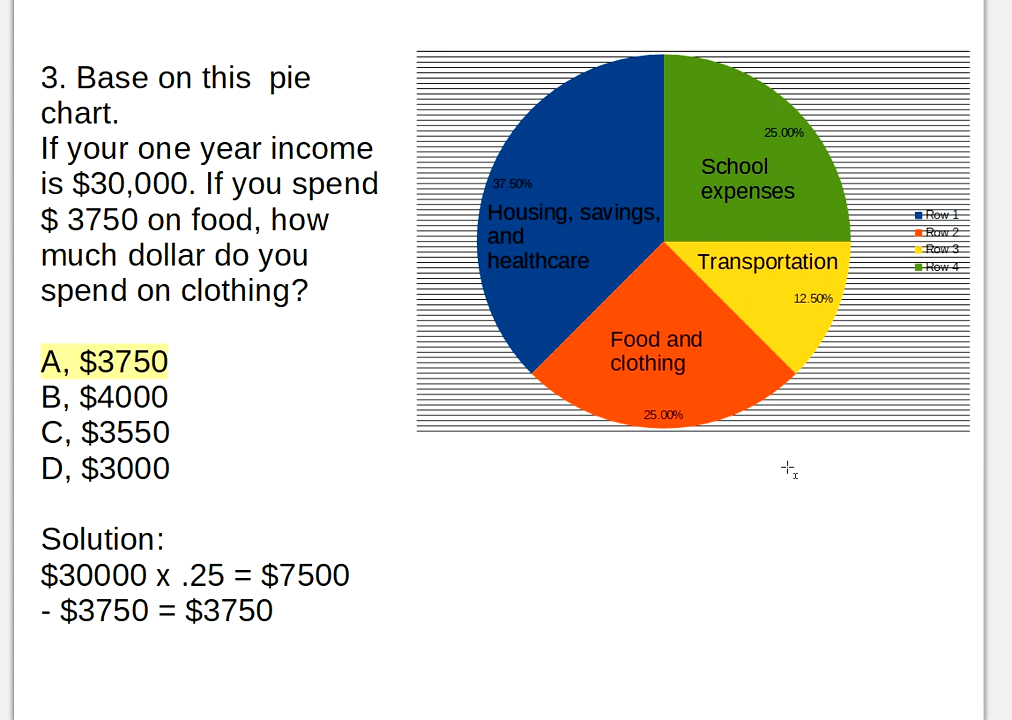 3. Base on this  pie
chart.
If your one year income
is $30,000. If you spend
$ 3750 on food, how
much dollar do you
spend on clothing?
A, $3750
B, $4000
C, $3550
D, $3000
Solution:
$30000 x .25 = $7500
- $3750 = $3750
25.00%
School
expenses
37.50%
Housing, savings,
and
healthcare
Transportation
12.50%
Food and
clothing
25.00%
Row 1
Row 2
Row 3
Row 4